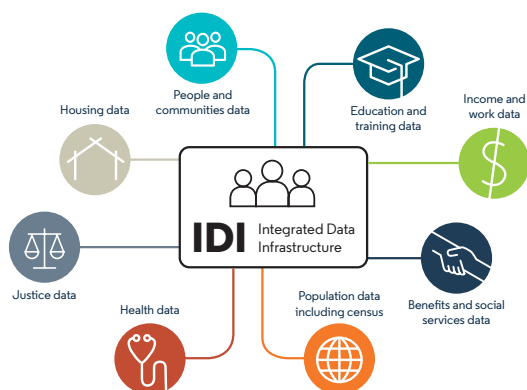 People and
communities data
Education and
training data
Income and
work data
Housing data
IDI Integrated Data
Infrastructure
Justice data
Benefits and social
services data
Health data
Population data
including census